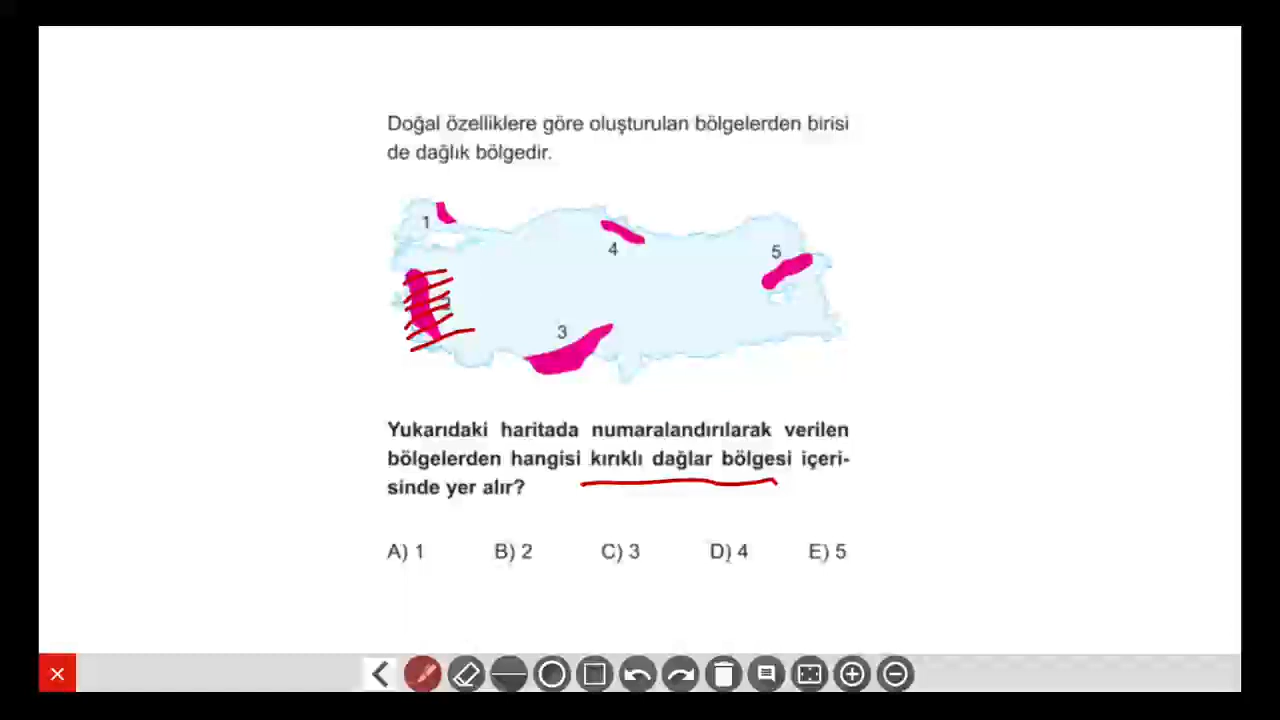 Doğal özelliklere göre oluşturulan bölgelerden birisi
de dağlık bölgedir.
1
4
5
3
Yukarıdaki haritada numaralandırılarak verilen
bölgelerden hangisi kırıklı dağlar bölgesi içeri-
sinde yer alır?
A) 1 B) 2 C) 3 D) 4 E) 5